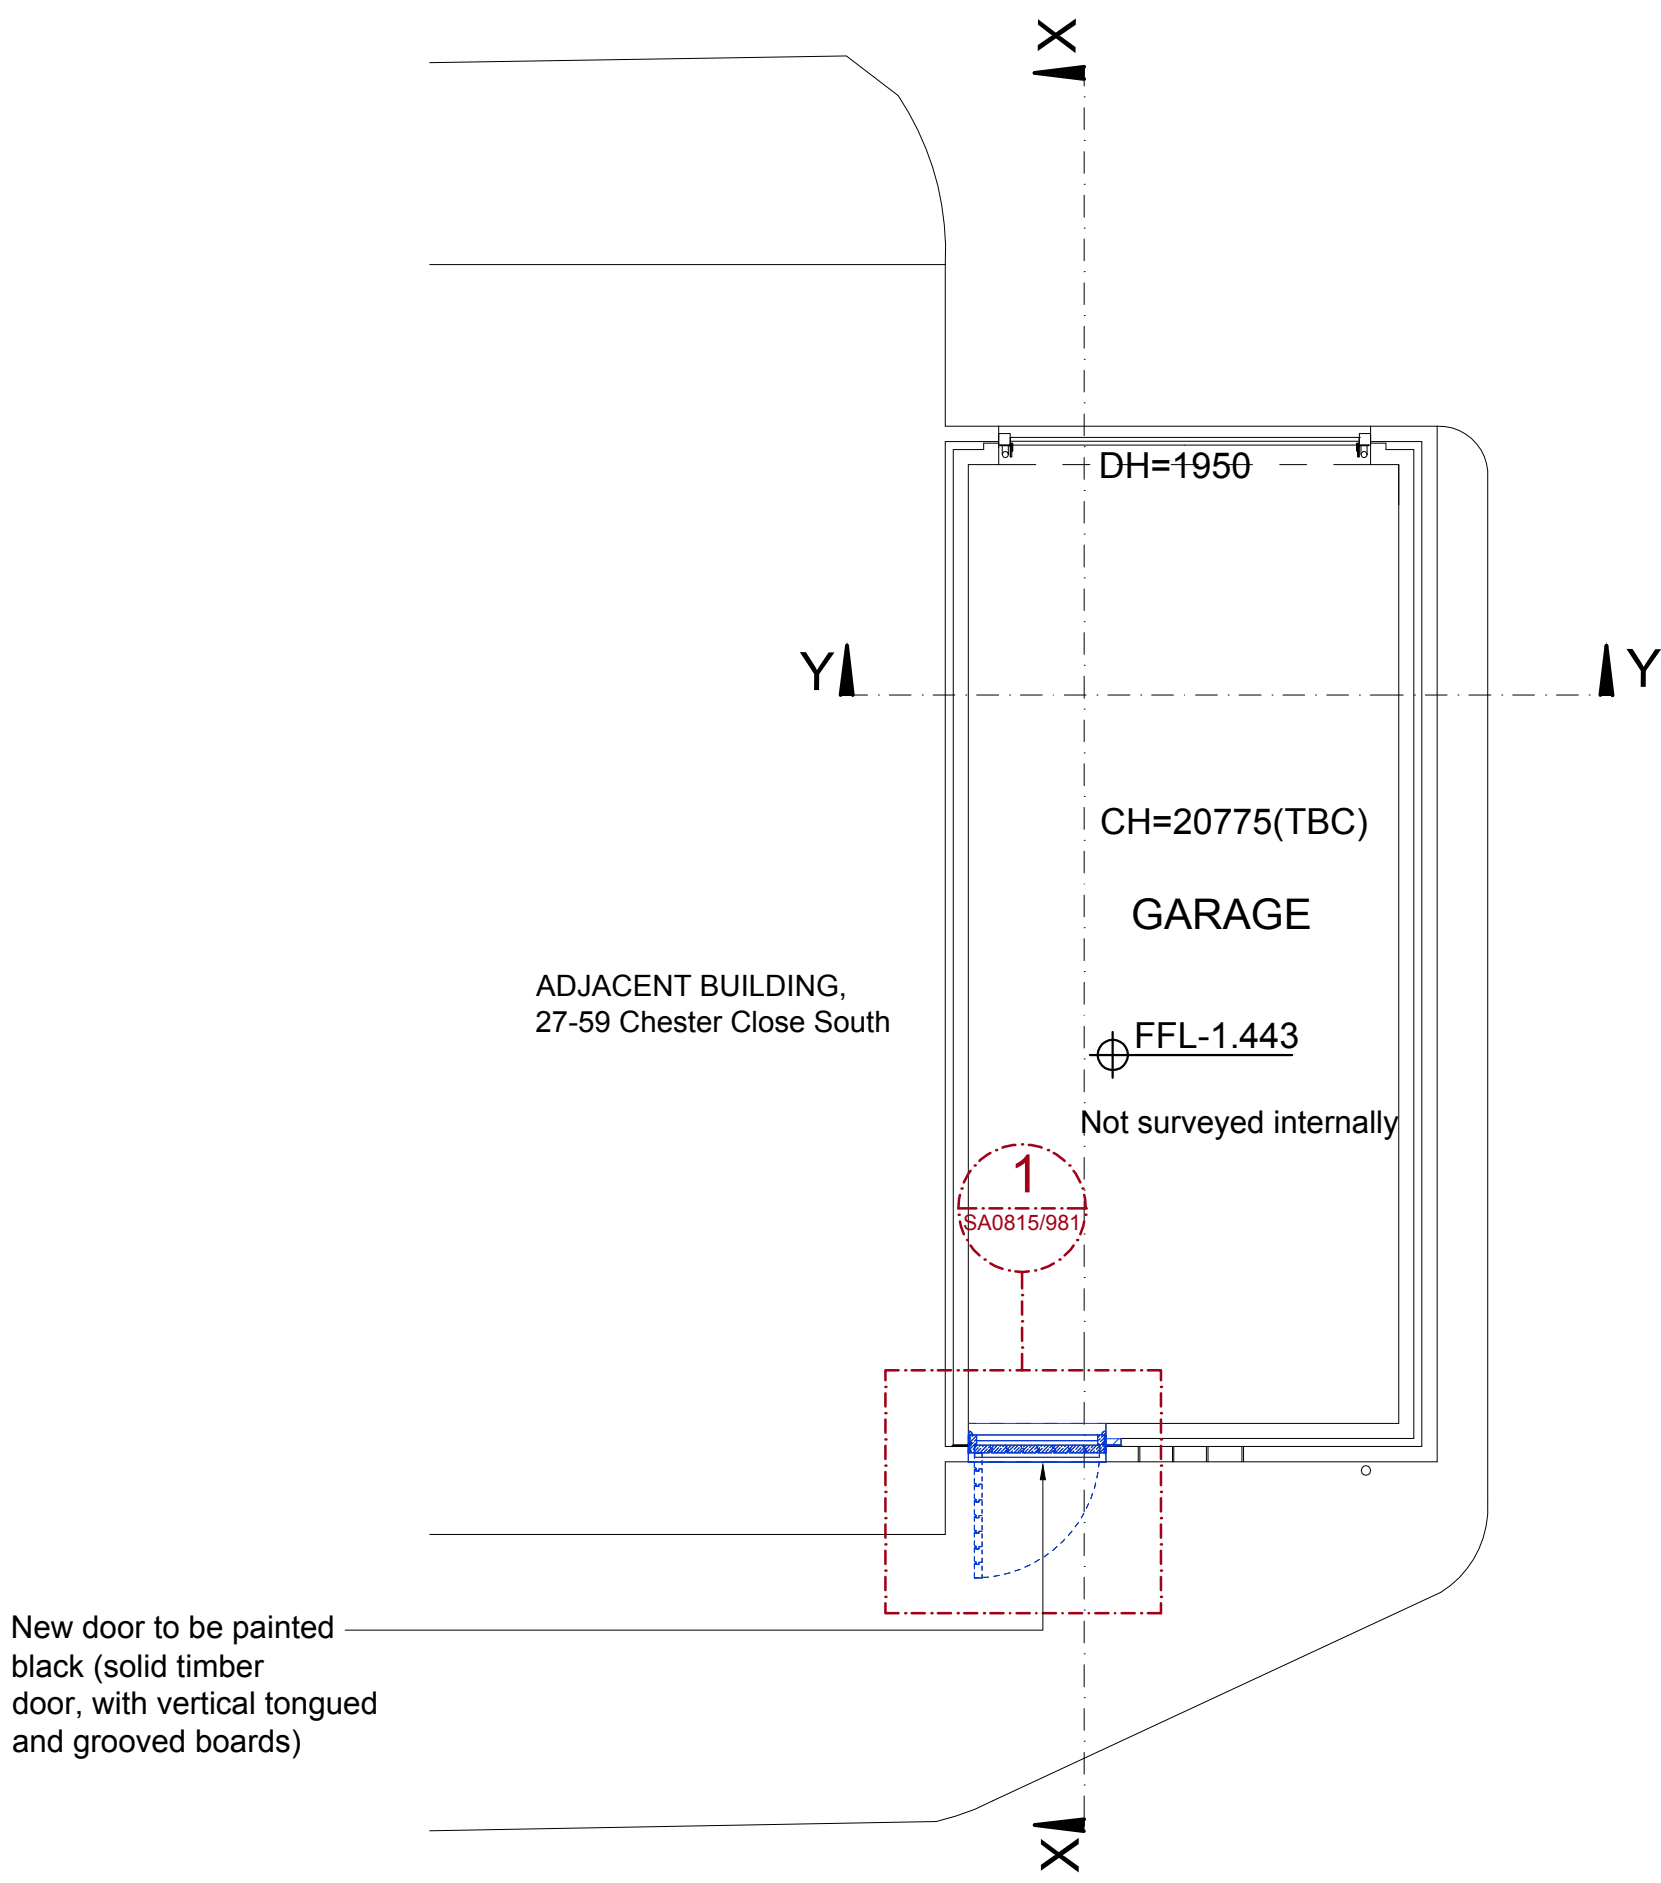 X
DH=1950
Y
Y
CH=20775(TBC)
GARAGE
ADJACENT BUILDING,
27-59 Chester Close South
FFL-1.443
Not surveyed internally
1
SA0815/981
New door to be painted
black (solid timber
door, with vertical tongued
and grooved boards)
X